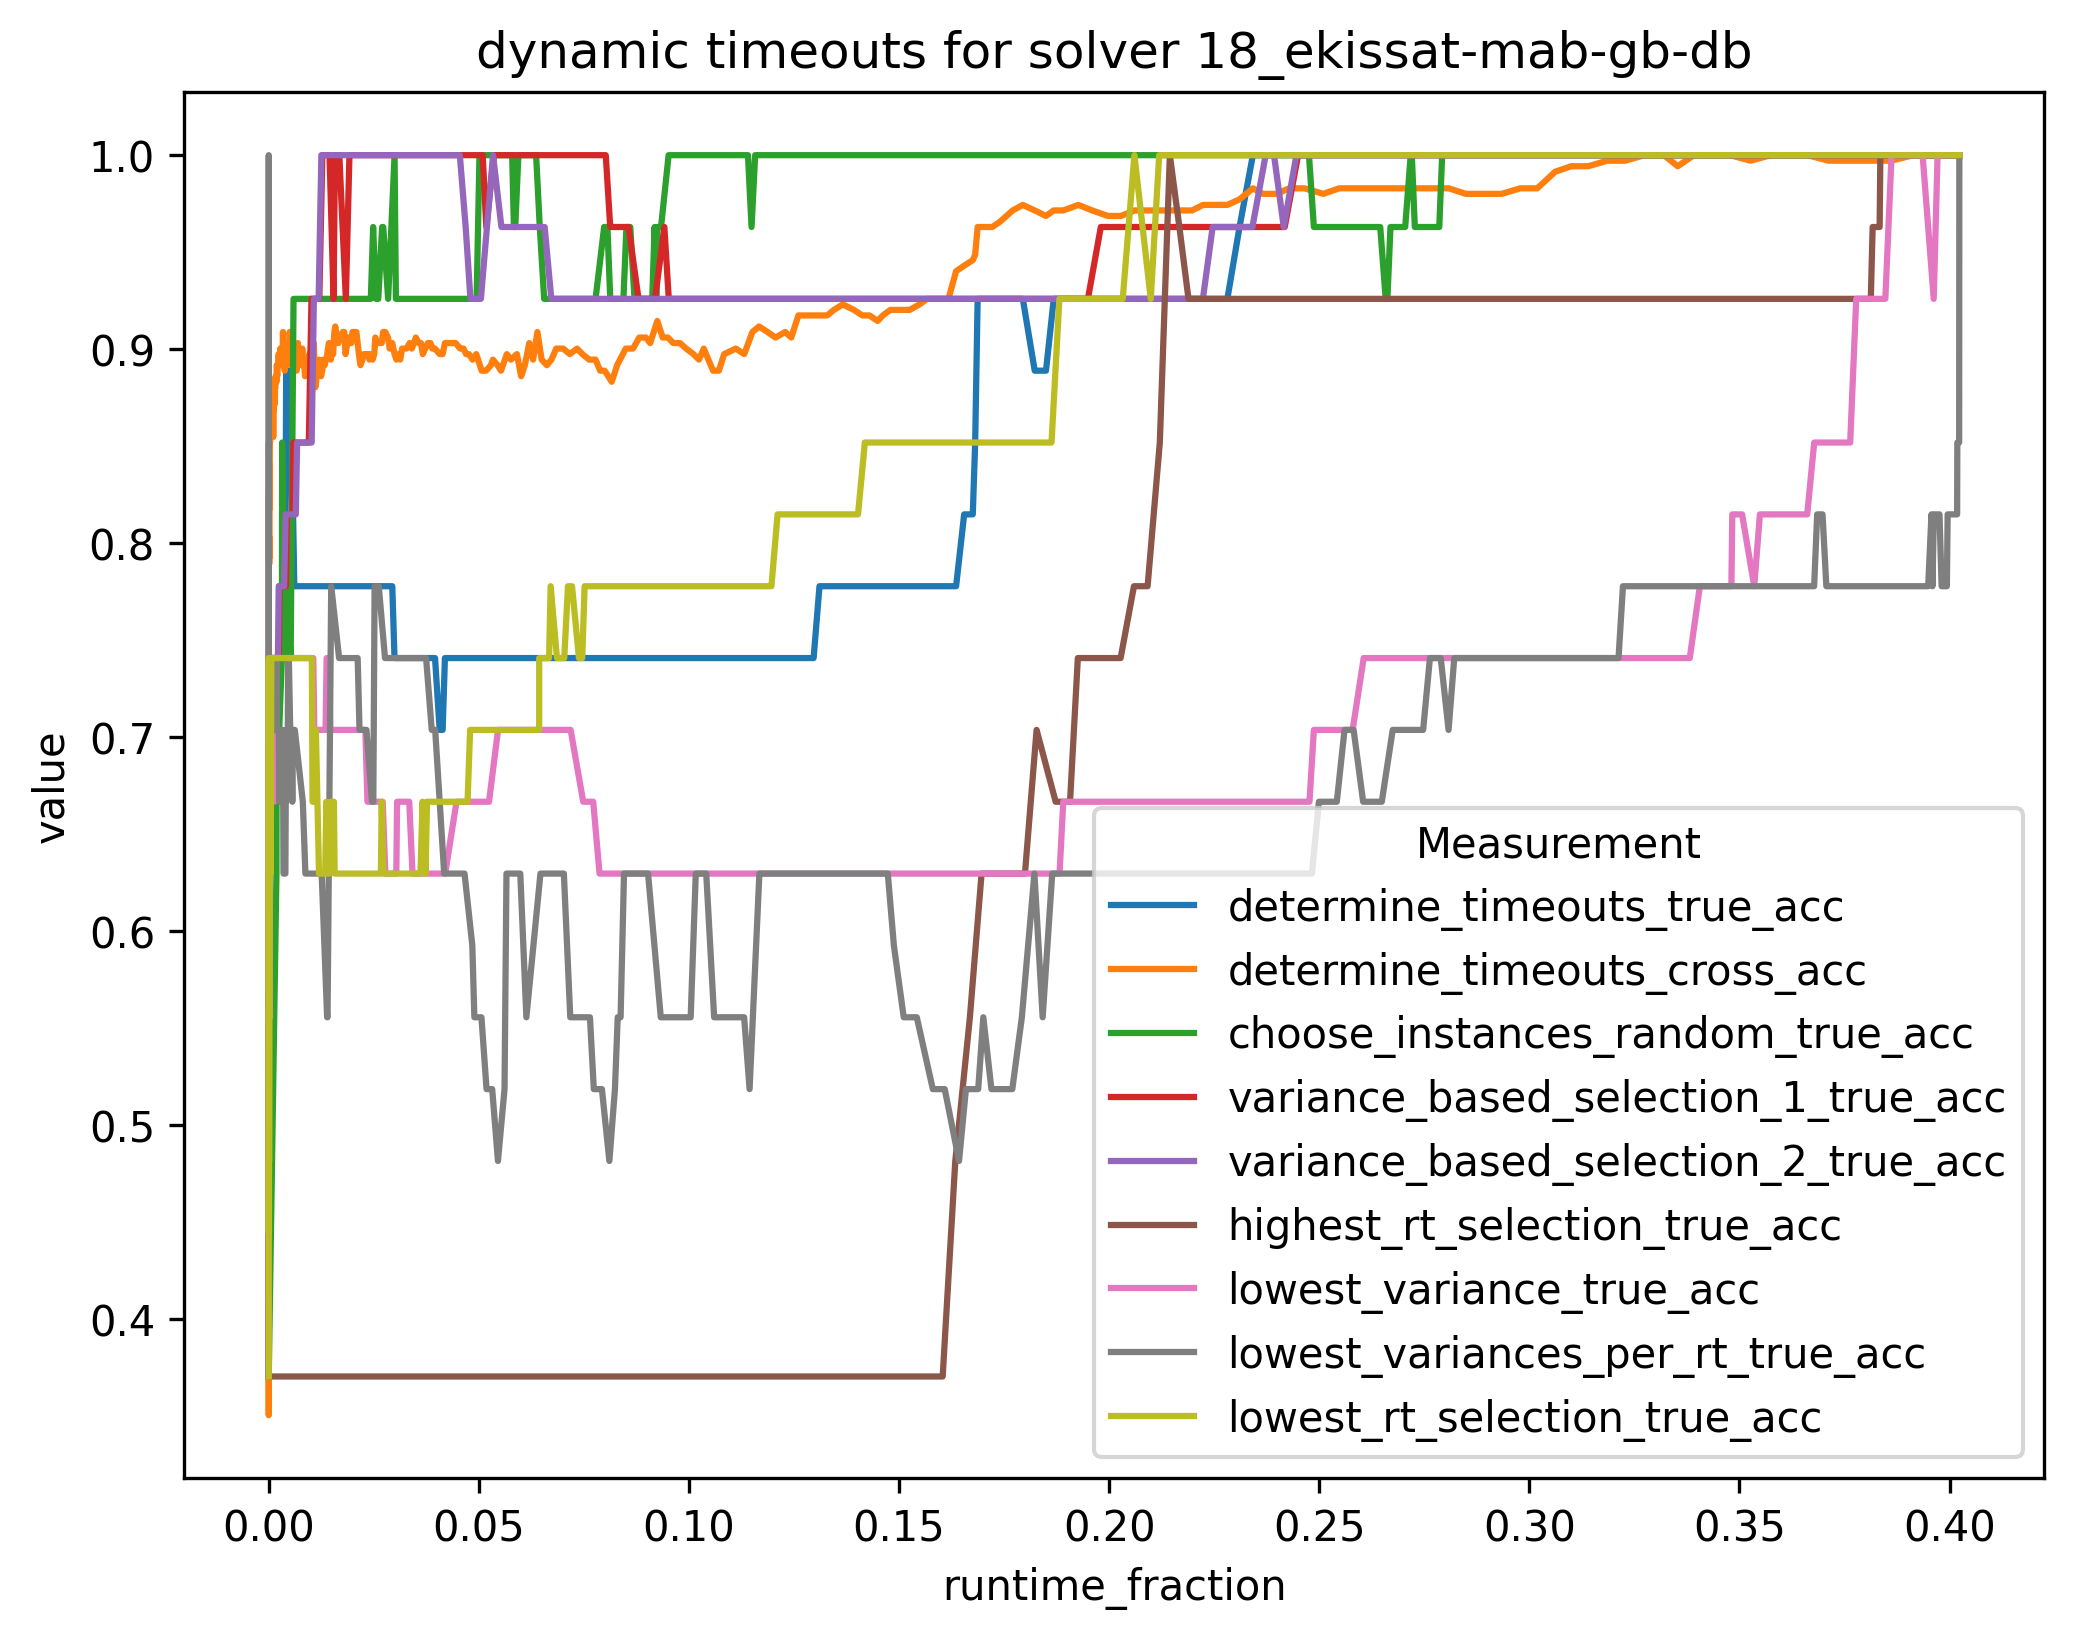 dynamic timeouts for solver 18_ekissat-mab-gb-db
1.0
0.9
0.8
0.7
0.6
0.5
0.4
value
0.00 0.05 0.10 0.15 0.20 0.25 0.30 0.35 0.40
runtime_fraction
Measurement
determine_timeouts_true_acc
determine_timeouts_cross_acc
choose_instances_random_true_acc
variance_based_selection_1_true_acc
variance_based_selection_2_true_acc
highest_rt_selection_true_acc
lowest_variance_true_acc
lowest_variances_per_rt_true_acc
lowest_rt_selection_true_acc